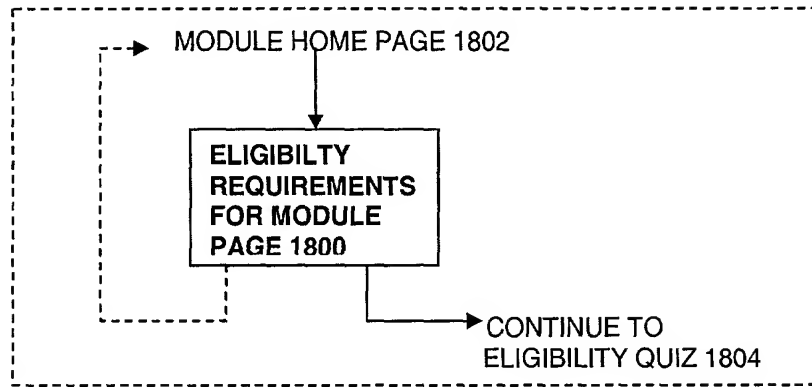 MODULE HOME PAGE 1802
ELIGIBILTY
REQUIREMENTS
FOR MODULE
PAGE 1800
CONTINUE TO
ELIGIBILITY QUIZ 1804